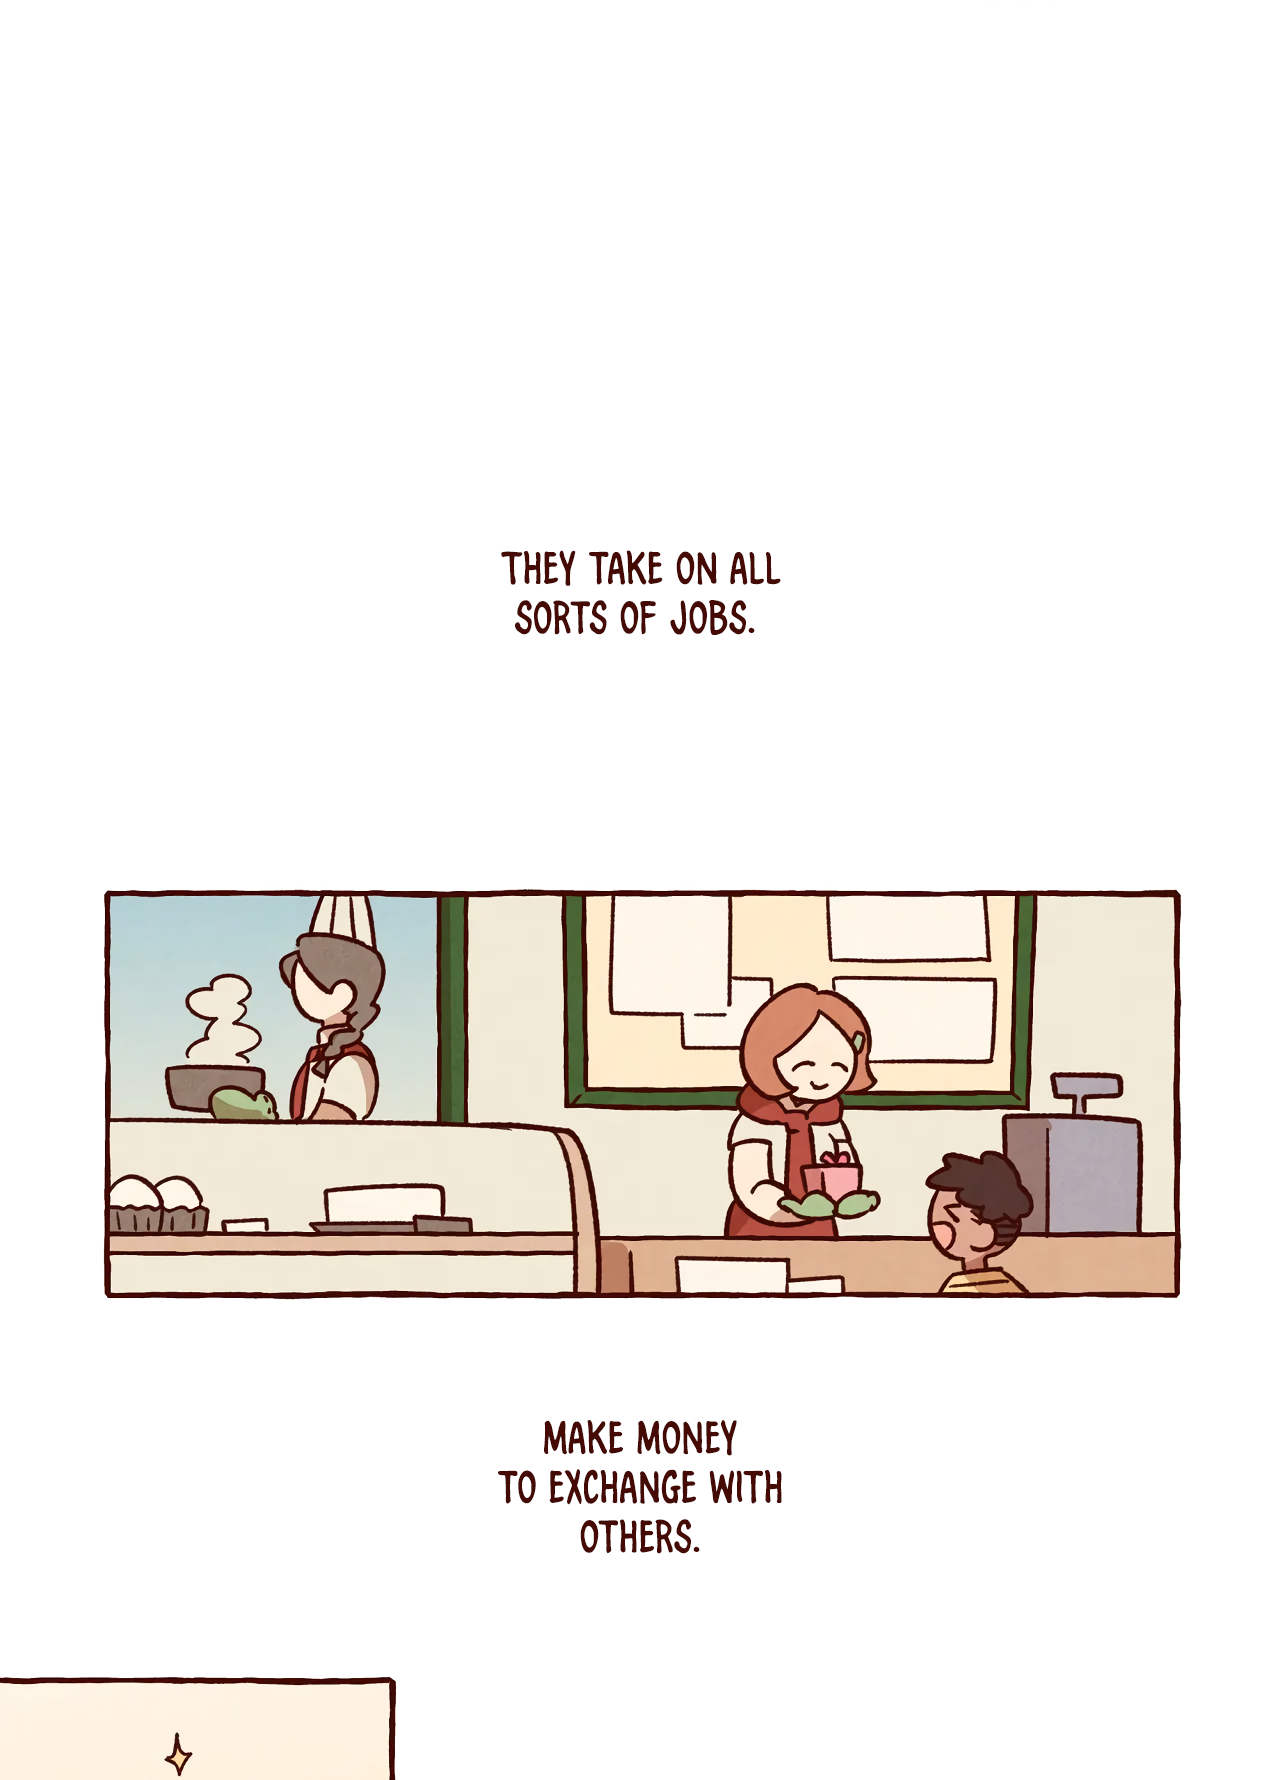 THEY TAKE ON ALL
SORTS OF JOBS.
MAKE MONEY
TO EXCHANGE WITH
OTHERS.